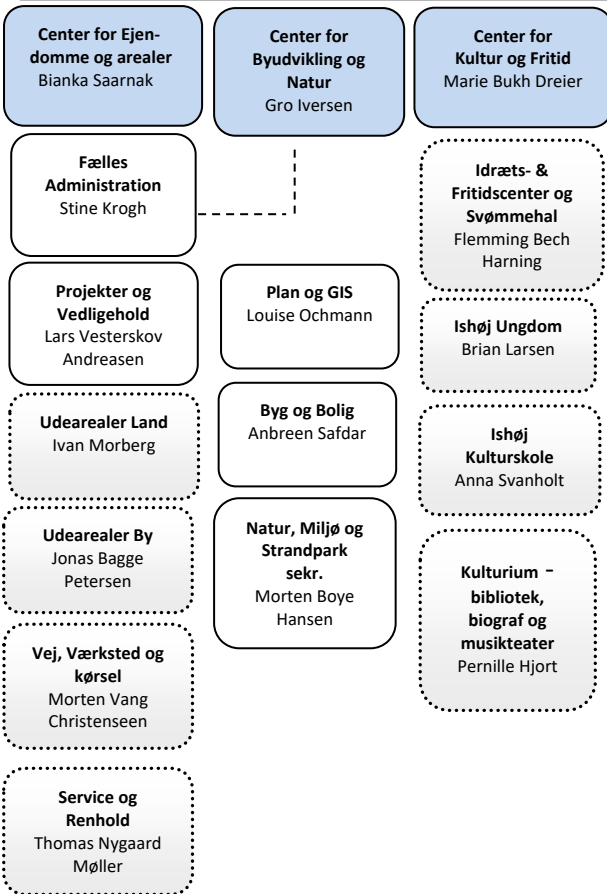 Center for Ejen-
domme og arealer
Bianka Saarnak
Fælles
Administration
Stine Krogh
Projekter og
Vedligehold
Lars Vesterskov
Andreasen
Udearealer Land
Ivan Morberg
Udearealer By
Jonas Bagge
Petersen
Vej, Værksted og
kørsel
Morten Vang
Christenseen
Service og
Renhold
Thomas Nygaard
Møller
Center for
Byudvikling og
Natur
Gro Iversen
Plan og GIS
Louise Ochmann
Byg og Bolig
Anbreen Safdar
Natur, Miljø og
Strandpark
sekr.
Morten Boye
Hansen
Center for
Kultur og Fritid
Marie Bukh Dreier
Idræts- &
Fritidscenter og
Svømmehal
Flemming Bech
Harning
Ishøj Ungdom
Brian Larsen
Ishøj
Kulturskole
Anna Svanholt
Kulturium –
bibliotek,
biograf og
musikteater
Pernille Hjort